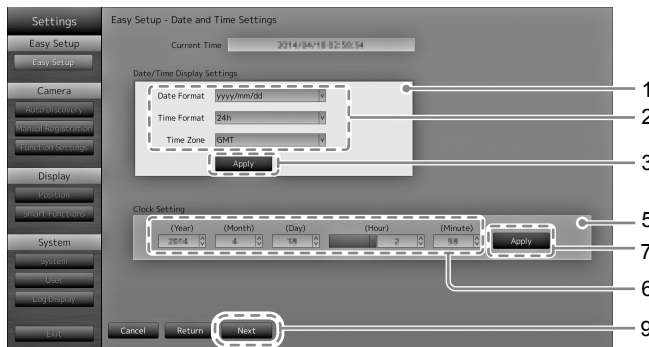 Settings
Easy Setup - Date and Time Settings
Easy Setup
Easy Setup
Current Time 2014/04/18 02:58:54
Date/Time Display Settings
Camera
Auto Discovery
Manual Registration
Function Settings
Date Format yyyy/mm/dd
Time Format 24h
Time Zone GMT
Apply
1
2
3
Display
Position
Smart Functions
Clock Setting
(Year) (Month) (Day) (Hour) (Minute)
2014 4 18 2 58 Apply
5
7
6
System
System
User
Log Display
Exit
Cancel Return Next
9